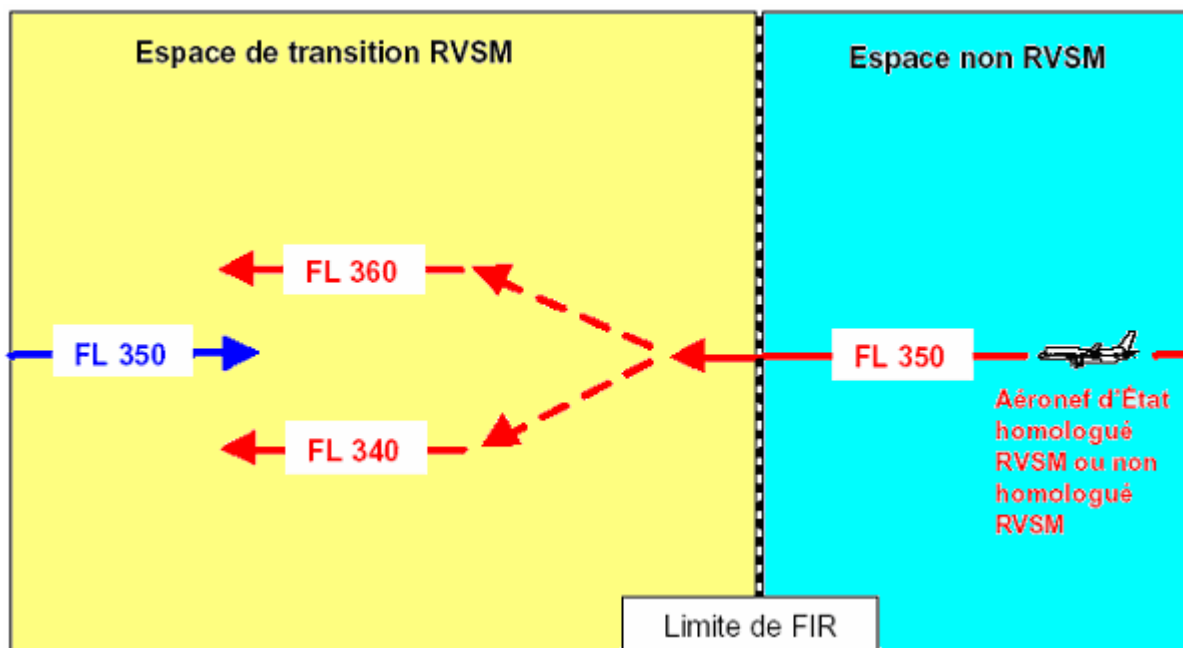 Espace de transition RVSM
Espace non RVSM
FL 360
FL 350
FL 350
FL 340
Aéronef d'État
homologué
RVSM ou non
homologué
RVSM
Limite de FIR